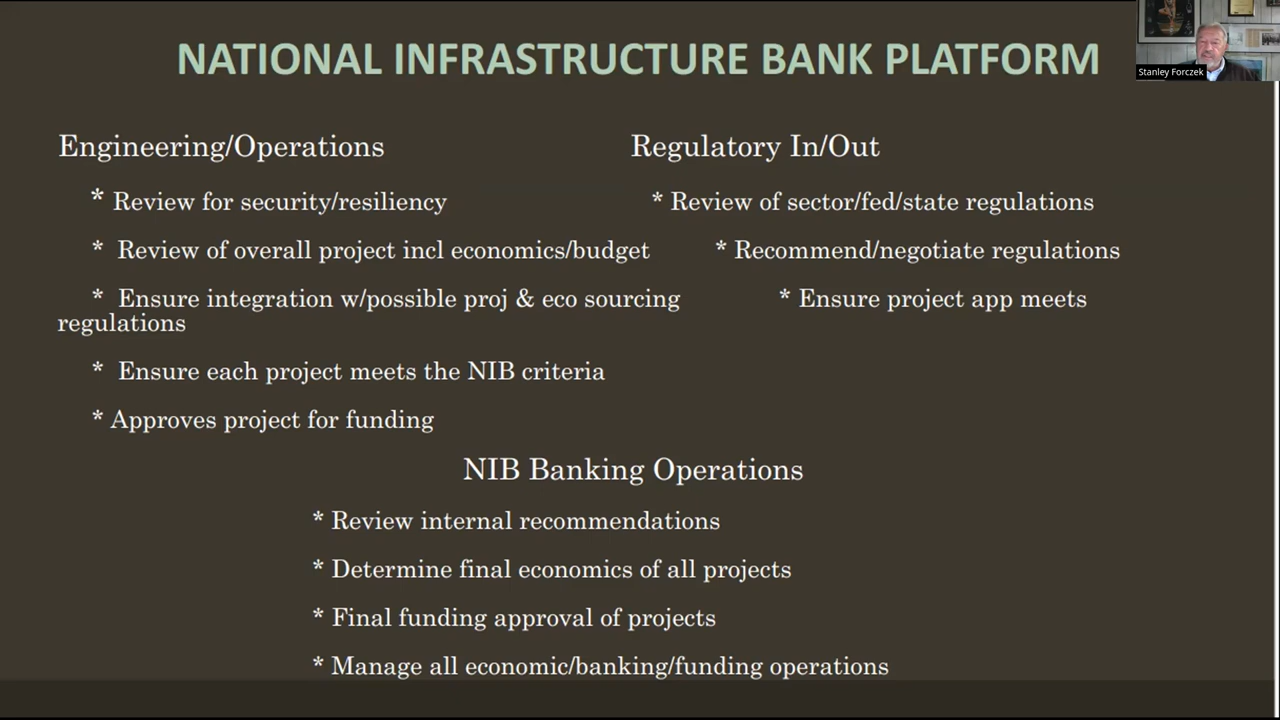 NATIONAL INFRASTRUCTURE BANK PLATFORM
Stanley Forczek
Engineering/Operations
Regulatory In/Out
* Review for security/resiliency
* Review of sector/fed/state regulations
* Review of overall project incl economics/budget
* Recommend/negotiate regulations
* Ensure integration w/possible proj & eco sourcing
* Ensure project app meets
regulations
* Ensure each project meets the NIB criteria
* Approves project for funding
NIB Banking Operations
* Review internal recommendations
* Determine final economics of all projects
* Final funding approval of projects
* Manage all economic/banking/funding operations